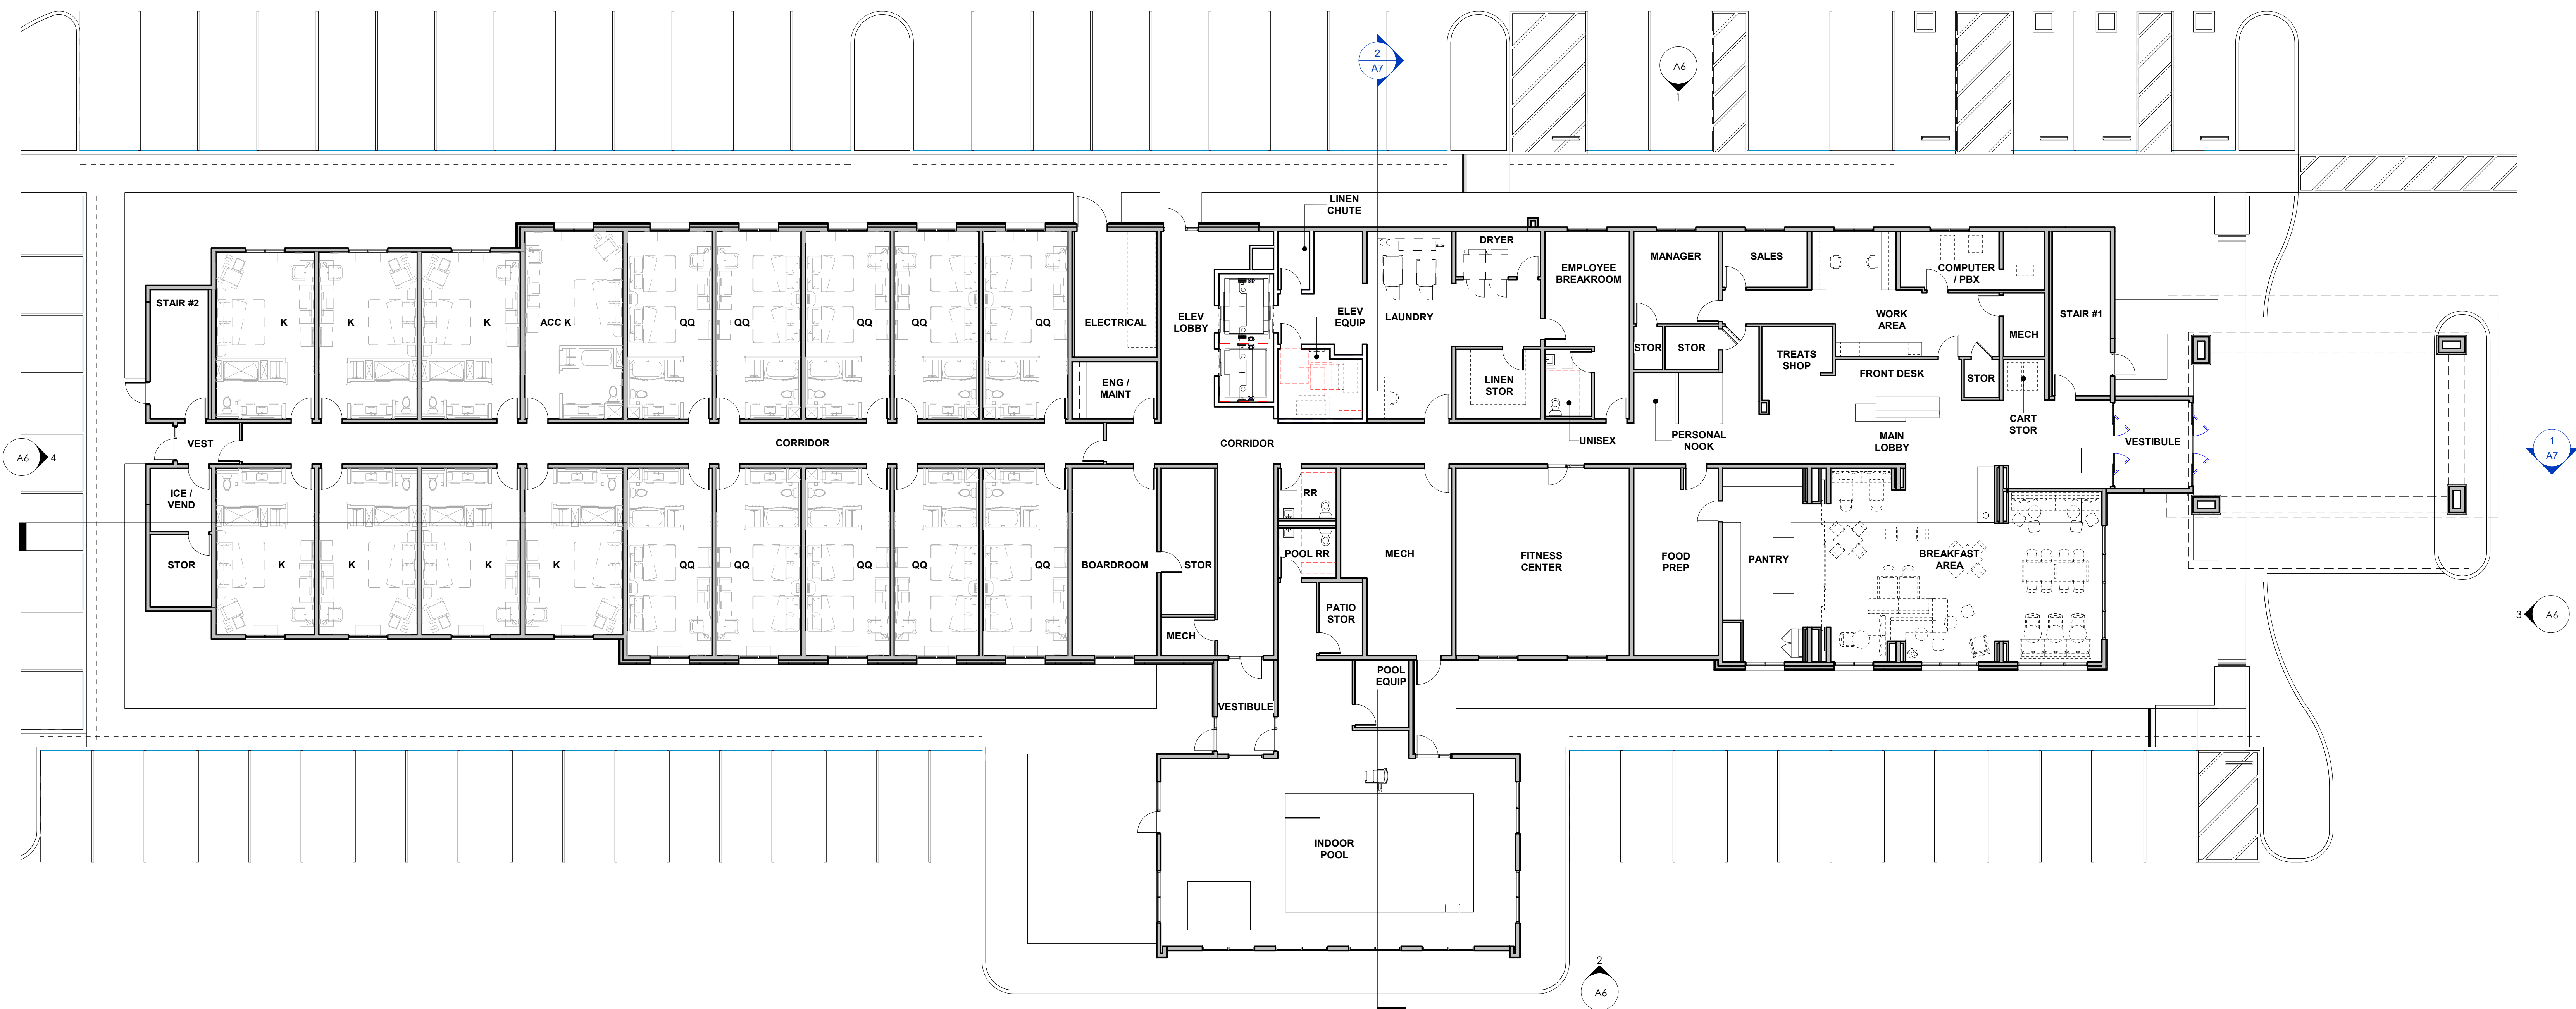 2
A7
A6
1
LINEN
CHUTE
DRYER
STAIR #2
K
K
K
ACC K
QQ
QQ
QQ
QQ
QQ
ELECTRICAL
ENG /
MAINT
ELEV
LOBBY
ELEV
EQUIP
LAUNDRY
LINEN
STOR
EMPLOYEE
BREAKROOM
MANAGER
SALES
STOR
STOR
TREATS
SHOP
WORK
AREA
COMPUTER
/ PBX
MECH
STAIR #1
FRONT DESK
STOR
CART
STOR
A6
4
VEST
CORRIDOR
CORRIDOR
UNISEX
PERSONAL
NOOK
MAIN
LOBBY
VESTIBULE
1
A7
ICE /
VEND
STOR
K
K
K
K
QQ
QQ
QQ
QQ
QQ
BOARDROOM
STOR
MECH
RR
POOL RR
PATIO
STOR
MECH
FITNESS
CENTER
FOOD
PREP
PANTRY
BREAKFAST
AREA
3
A6
VESTIBULE
POOL
EQUIP
INDOOR
POOL
2
A6